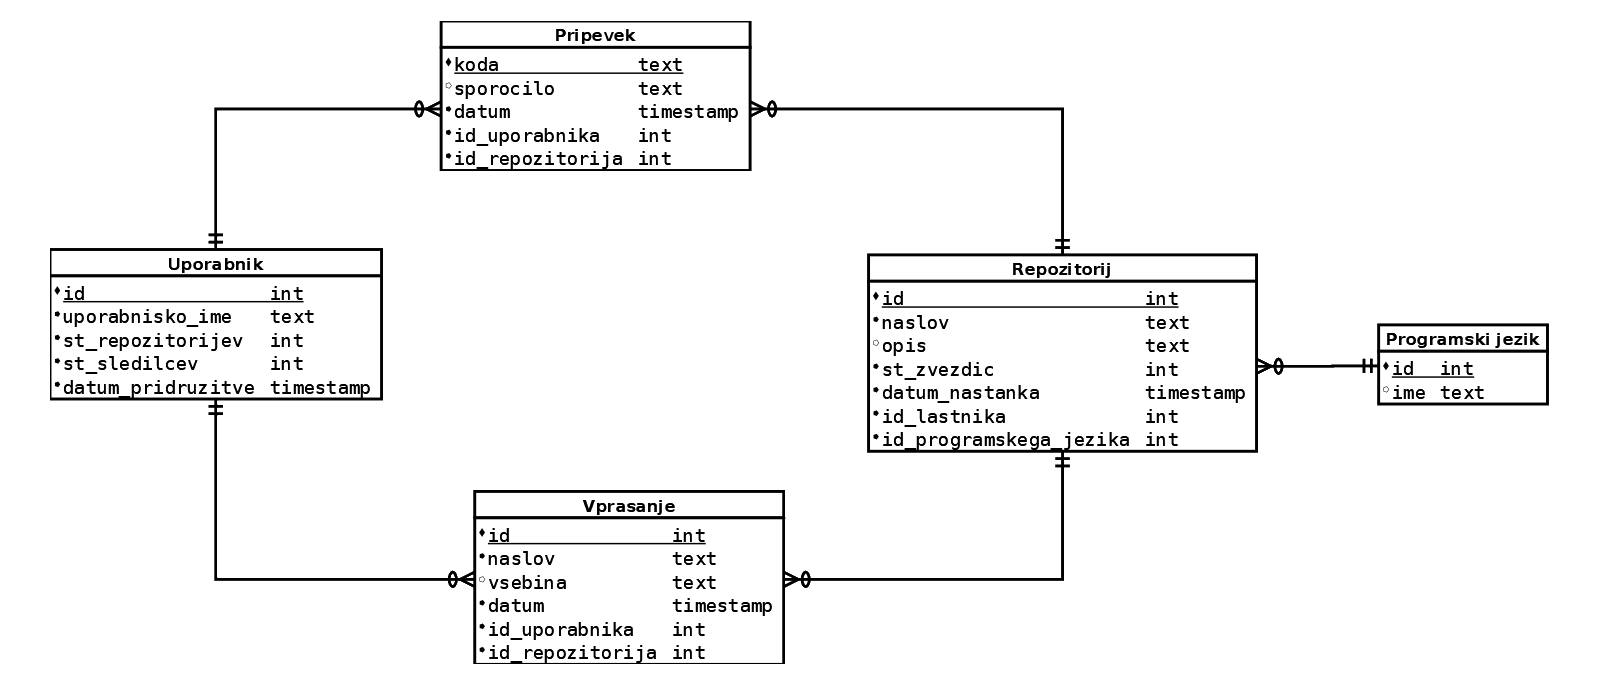 Pripevek
koda text
sporocilo text
datum timestamp
id_uporabnika int
id_repozitorija int
Uporabnik
id int
uporabnisko_ime text
st_repozitorijev int
st_sledilcev int
datum_pridruzitve timestamp
Repozitorij
id int
naslov text
opis text
st_zvezdic int
datum_nastanka timestamp
id_lastnika int
id_programskega_jezika int
Programski jezik
id int
ime text
Vprasanje
id int
naslov text
vsebina text
datum timestamp
id_uporabnika int
id_repozitorija int